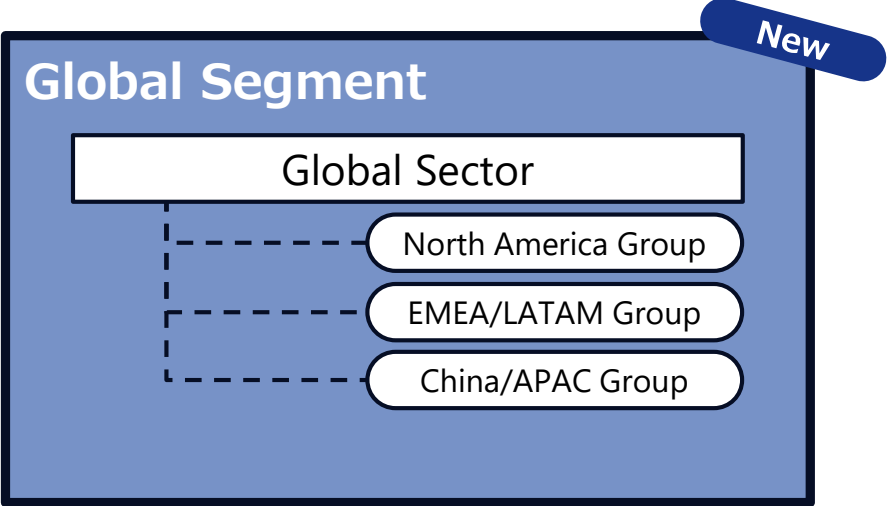 New
Global Segment
Global Sector
North America Group
EMEA/LATAM Group
China/APAC Group